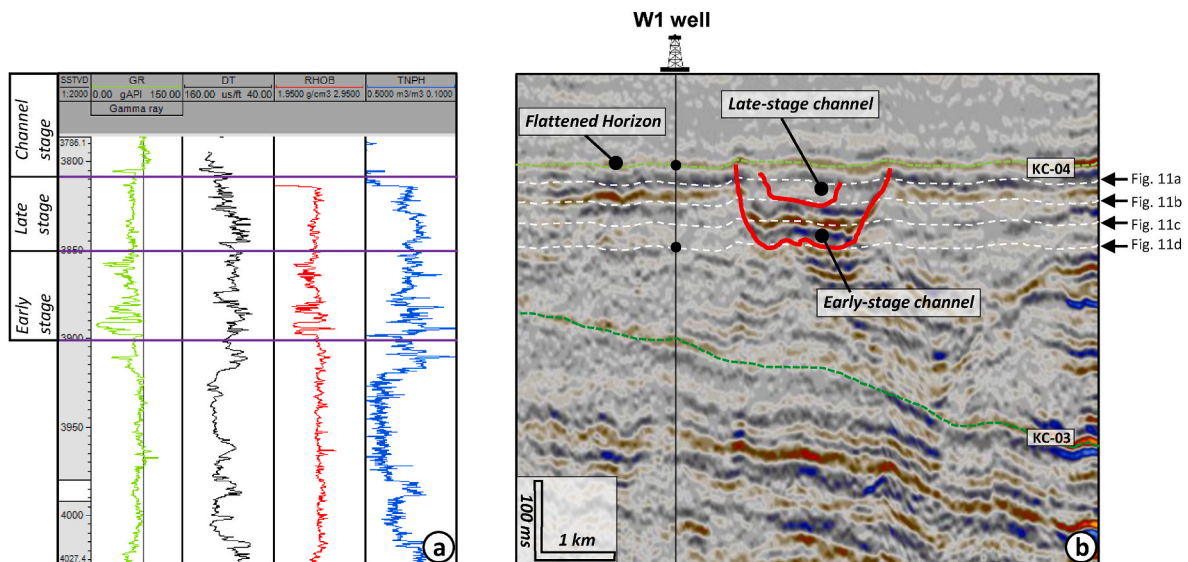 W1 well
SSTVD GR DT RHOB TNPH
1:2000 0.00 gAPI 150.00 160.00 us/ft 40.00 1.9500 g/cm3 2.9500 0.5000 m3/m3 0.1000
Gamma ray
Channel
stage
Late
stage
Early
stage
3786.1
3800
3850
3900
3950
4000
4027.4
a
Late-stage channel
Flattened Horizon
KC-04
Fig. 11a
Fig. 11b
Fig. 11c
Fig. 11d
Early-stage channel
KC-03
100 ms
1 km
b